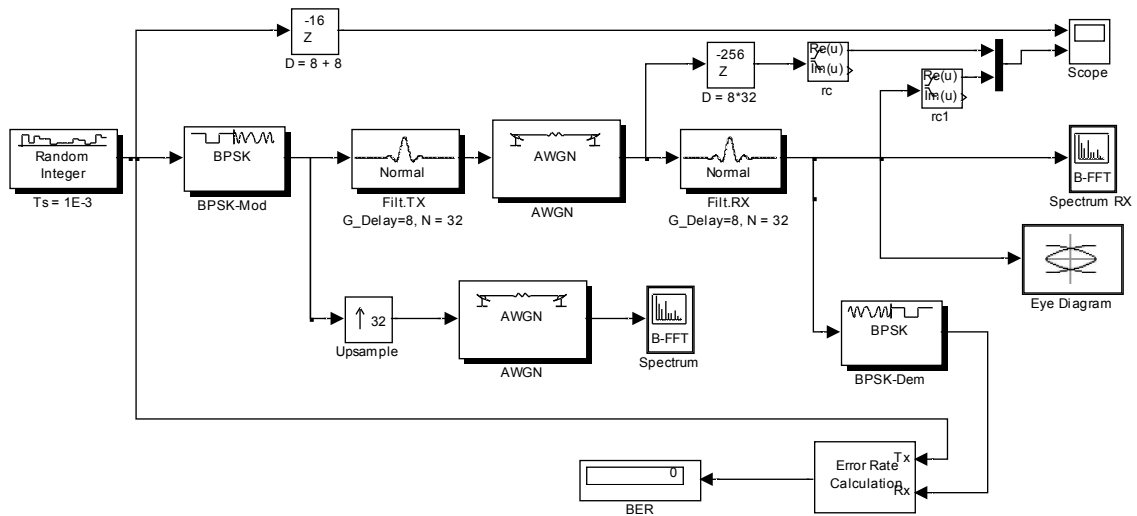 -16
Z
D = 8 + 8
-256
Z
D = 8*32
Re(u)
Im(u)
rc
Re(u)
Im(u)
rc1
Scope
Random
Integer
Ts = 1E-3
BPSK
BPSK-Mod
Normal
Filt.TX
G_Delay=8, N = 32
AWGN
AWGN
Normal
Filt.RX
G_Delay=8, N = 32
B-FFT
Spectrum RX
Eye Diagram
32
Upsample
AWGN
AWGN
B-FFT
Spectrum
BPSK
BPSK-Dem
Error Rate
Calculation
Tx
Rx
0
BER